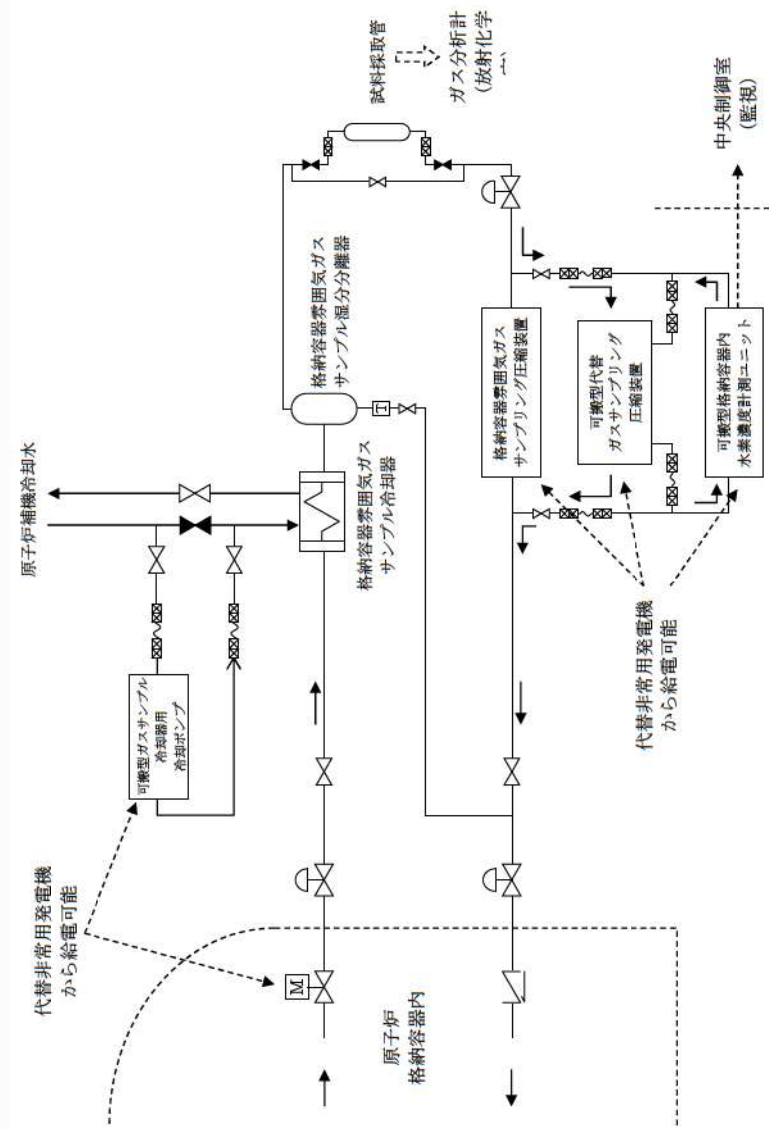 原子炉補機冷却水
可搬型ガスサンプル
冷却器用
冷却ポンプ
代替非常用発電機
から給電可能
M
原子炉
格納容器内
格納容器雰囲気ガス
サンプル冷却器
格納容器雰囲気ガス
サンプル湿分分離器
T
試料採取管
ガス分析計
(放射化学
格納容器雰囲気ガス
サンプリング圧縮装置
可搬型代替
ガスサンプリング
圧縮装置
可搬型格納容器内
水素濃度計測ユニット
代替非常用発電機
から給電可能
中央制御室
(監視)